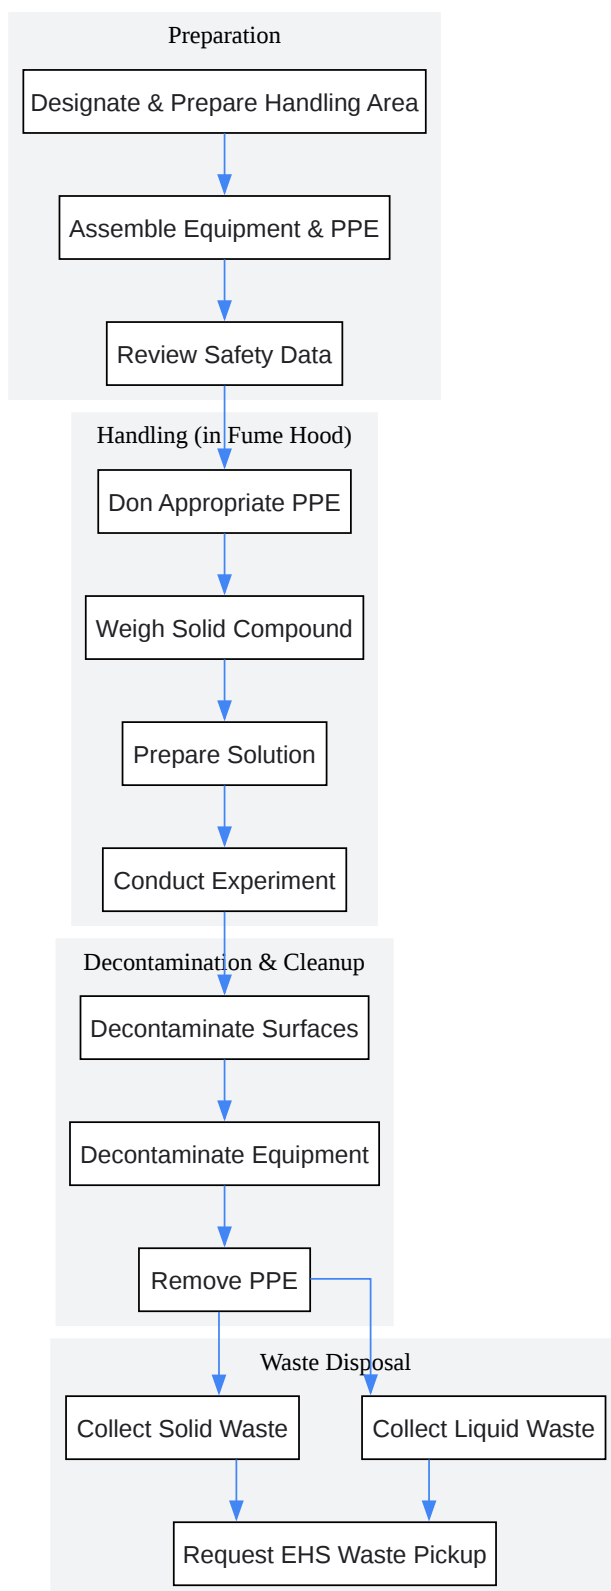 Preparation
Designate & Prepare Handling Area
Assemble Equipment & PPE
Review Safety Data
Handling (in Fume Hood)
Don Appropriate PPE
Weigh Solid Compound
Prepare Solution
Conduct Experiment
Decontamination & Cleanup
Decontaminate Surfaces
Decontaminate Equipment
Remove PPE
Waste Disposal
Collect Solid Waste
Collect Liquid Waste
Request EHS Waste Pickup